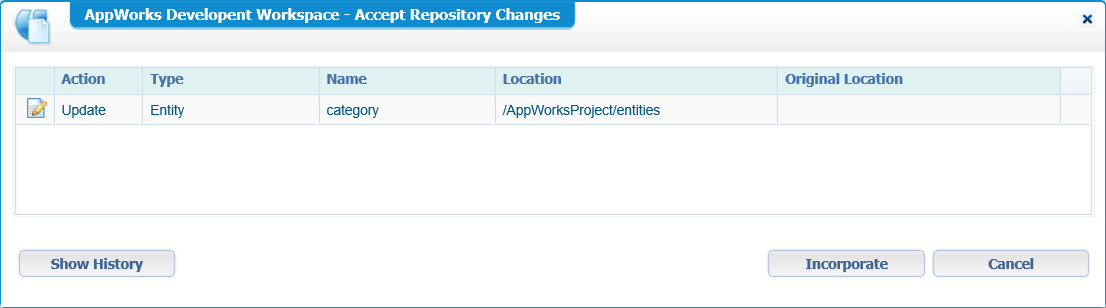 AppWorks Developent Workspace - Accept Repository Changes
Action Type Name Location Original Location
Update Entity category /AppWorksProject/entities
Show History Incorporate Cancel